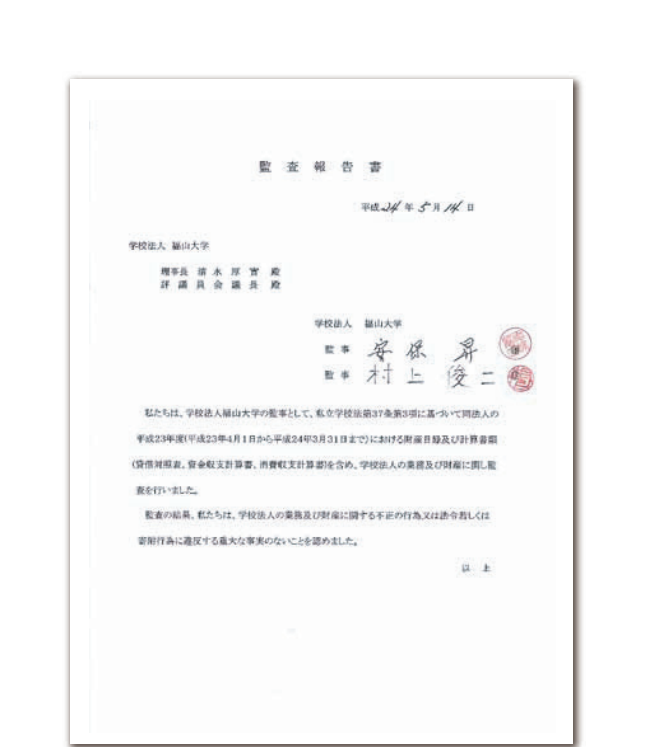 監査報告書
平成24年5月14日
学校法人 福山大学
理事長 清水厚實殿
評議員会議長殿
学校法人 福山大学
監事 安保 昇
監事 村上俊二
私たちは、学校法人福山大学の監事として、私立学校法第37条第3項に基づいて同法人の
平成23年度(平成23年4月1日から平成24年3月31日まで)における財産目録及び計算書類
(貸借対照表、資金収支計算書、消費収支計算書)を含め、学校法人の業務及び財産に関し監
査を行いました。
監査の結果、私たちは、学校法人の業務及び財産に関する不正の行為又は法令若しくは
寄附行為に違反する重大な事実のないことを認めました。
以上